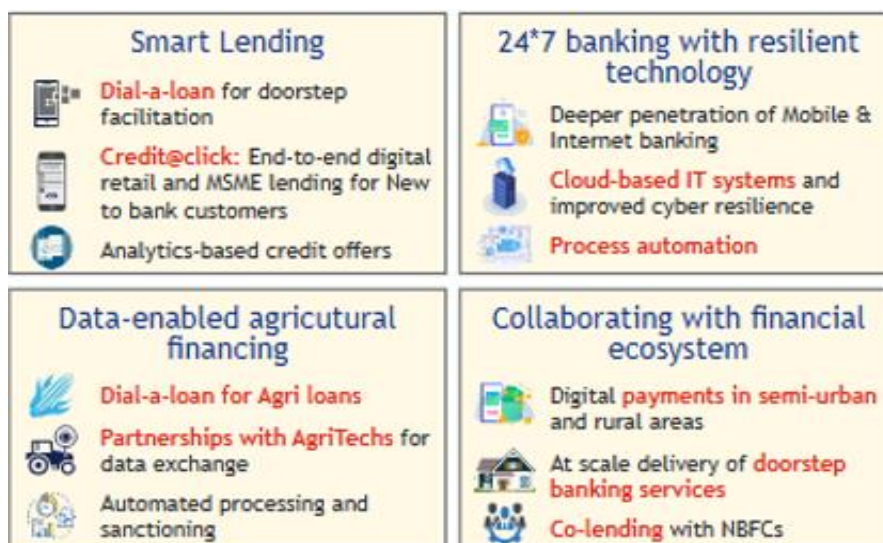 Smart Lending
Dial-a-loan for doorstep
facilitation
Credit@click: End-to-end digital
retail and MSME lending for New
to bank customers
Analytics-based credit offers
24*7 banking with resilient
technology
Deeper penetration of Mobile &
Internet banking
Cloud-based IT systems and
improved cyber resilience
Process automation
Data-enabled agricutural
financing
Dial-a-loan for Agri loans
Partnerships with AgriTechs for
data exchange
Automated processing and
sanctioning
Collaborating with financial
ecosystem
Digital payments in semi-urban
and rural areas
At scale delivery of doorstep
banking services
Co-lending with NBFCs